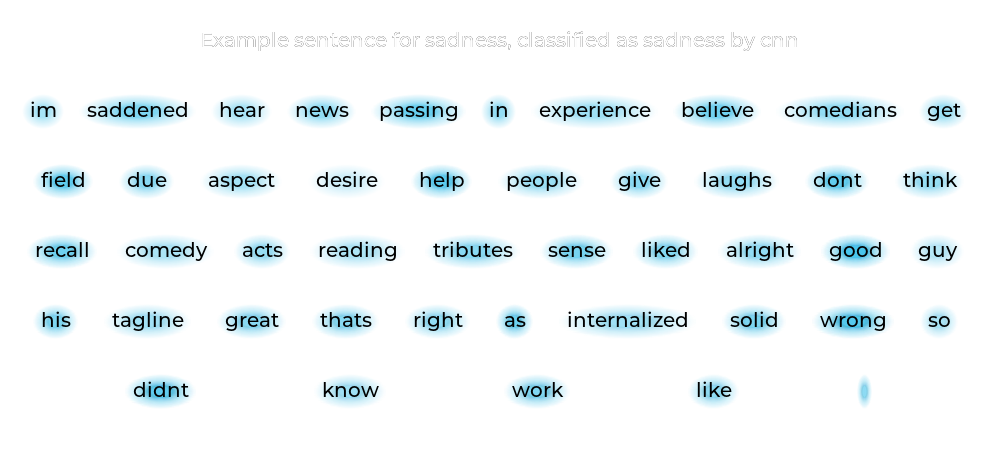 Example sentence for sadness, classified as sadness by cnn
im saddened hear news passing in experience believe comedians get
field due aspect desire help people give laughs dont think
recall comedy acts reading tributes sense liked alright good guy
his tagline great thats right as internalized solid wrong so
didnt know work like